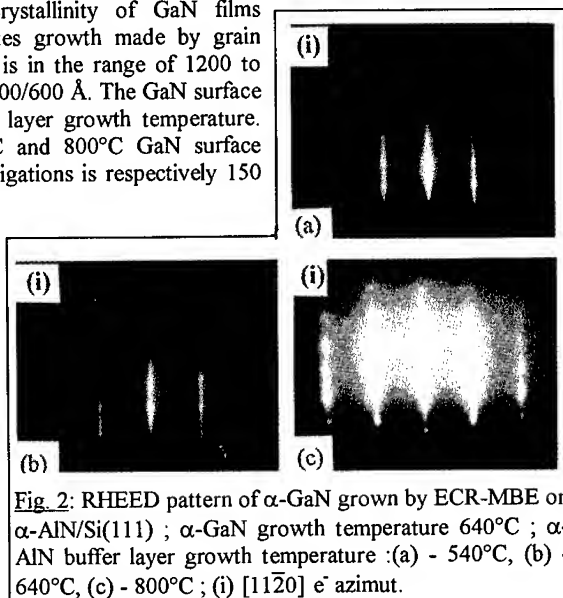 rystallinity of GaN films
es growth made by grain
is in the range of 1200 to
00/600 Å. The GaN surface
layer growth temperature.
C and 800°C GaN surface
igations is respectively 150
(i)
(a)
(i)
(b)
(i)
(c)
Fig. 2: RHEED pattern of α-GaN grown by ECR-MBE on
α-AlN/Si(111) ; α-GaN growth temperature 640°C ; α-
AlN buffer layer growth temperature :(a) - 540°C, (b) -
640°C, (c) - 800°C ; (i) [112̄0] e⁻ azimut.